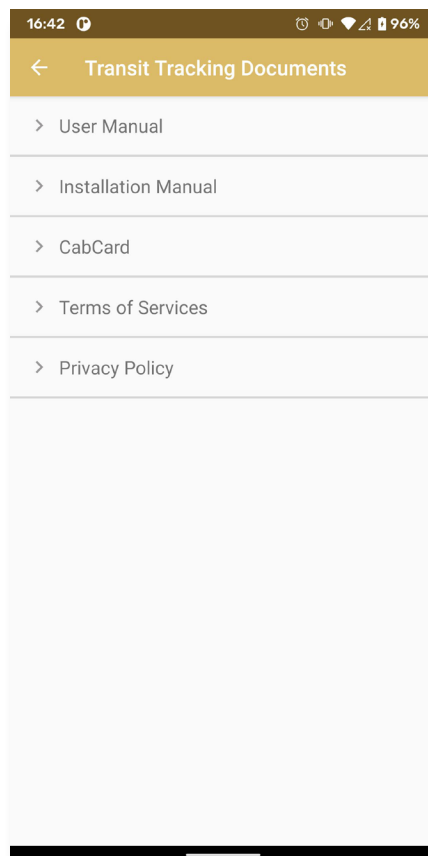 16:42
96%
Transit Tracking Documents
User Manual
Installation Manual
CabCard
Terms of Services
Privacy Policy